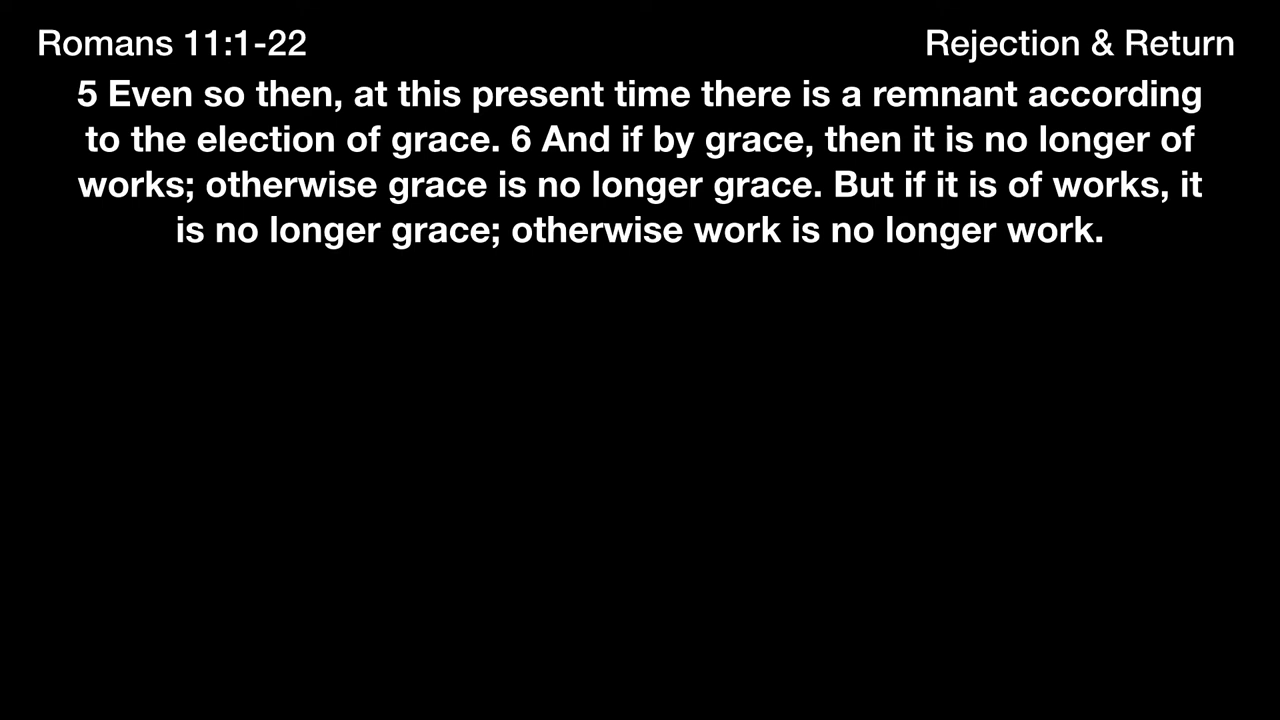 Romans 11:1-22
Rejection & Return
5 Even so then, at this present time there is a remnant according
to the election of grace. 6 And if by grace, then it is no longer of
works; otherwise grace is no longer grace. But if it is of works, it
is no longer grace; otherwise work is no longer work.